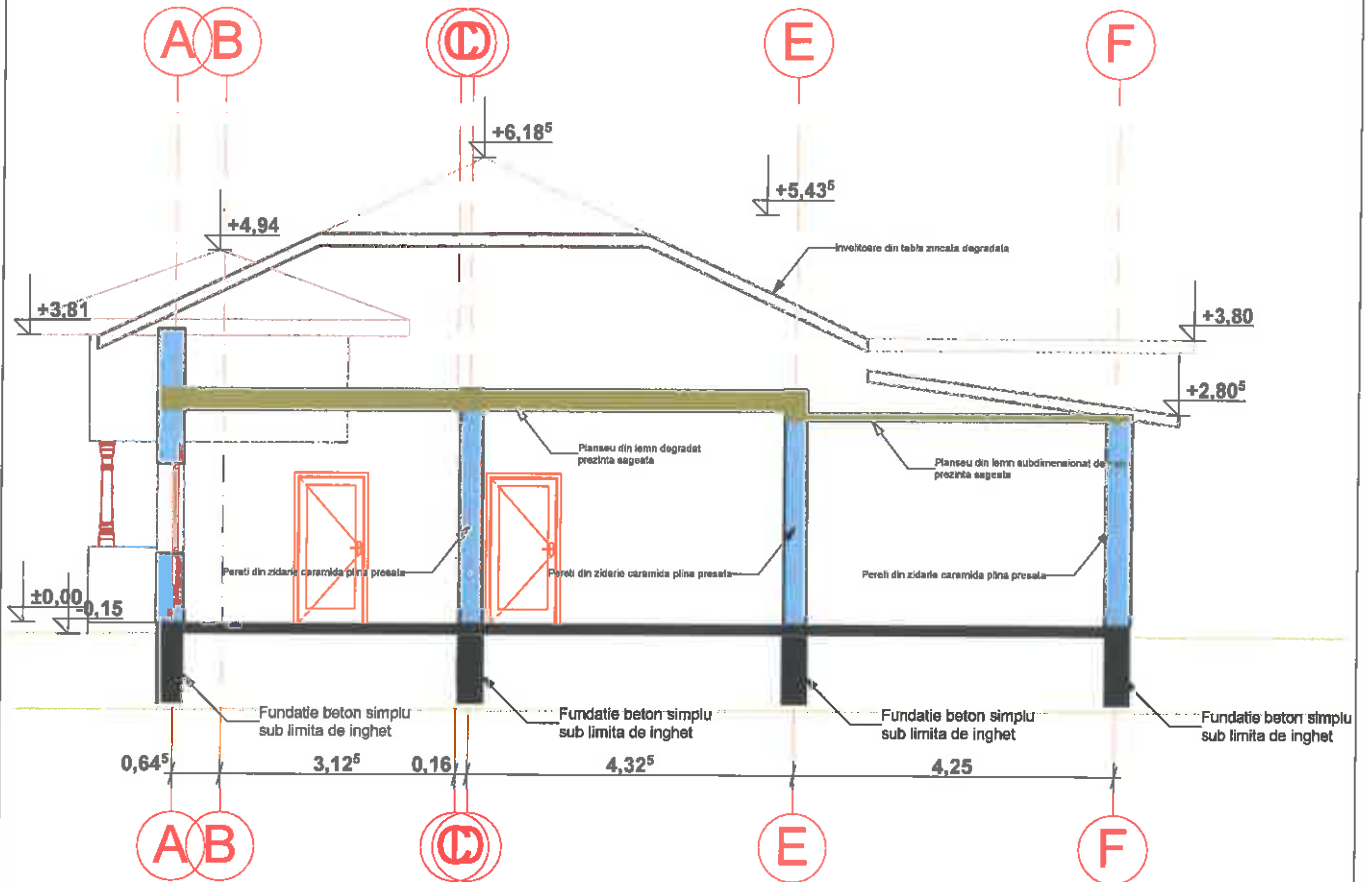 A B C D E F
+6,18⁵
+5,43⁵
+4,94
Invelitoare din tabla zincata degradata
+3,81
+3,80
+2,80⁵
Planseu din lemn degradat
prezinta sageata
Planseu din lemn subdimensionat de
prezinta sageata
Pereti din zidarie caramida plina presata
Pereti din zidarie caramida plina presata
Pereti din zidarie caramida plina presata
±0,00
-0,15
Fundatie beton simplu
sub limita de inghet
Fundatie beton simplu
sub limita de inghet
Fundatie beton simplu
sub limita de inghet
Fundatie beton simplu
sub limita de inghet
0,64⁵ 3,12⁵ 0,16 4,32⁵ 4,25
A B C D E F